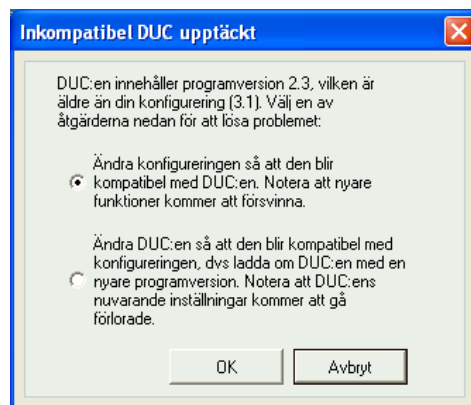 Inkompatibel DUC upptäckt
DUC:en innehåller programversion 2.3, vilken är
äldre än din konfigurering (3.1). Välj en av
åtgärderna nedan för att lösa problemet:
Ändra konfigureringen så att den blir
kompatibel med DUC:en. Notera att nyare
funktioner kommer att försvinna.
Ändra DUC:en så att den blir kompatibel med
konfigureringen, dvs ladda om DUC:en med en
nyare programversion. Notera att DUC:ens
nuvarande inställningar kommer att gå
förlorade.
OK
Avbryt